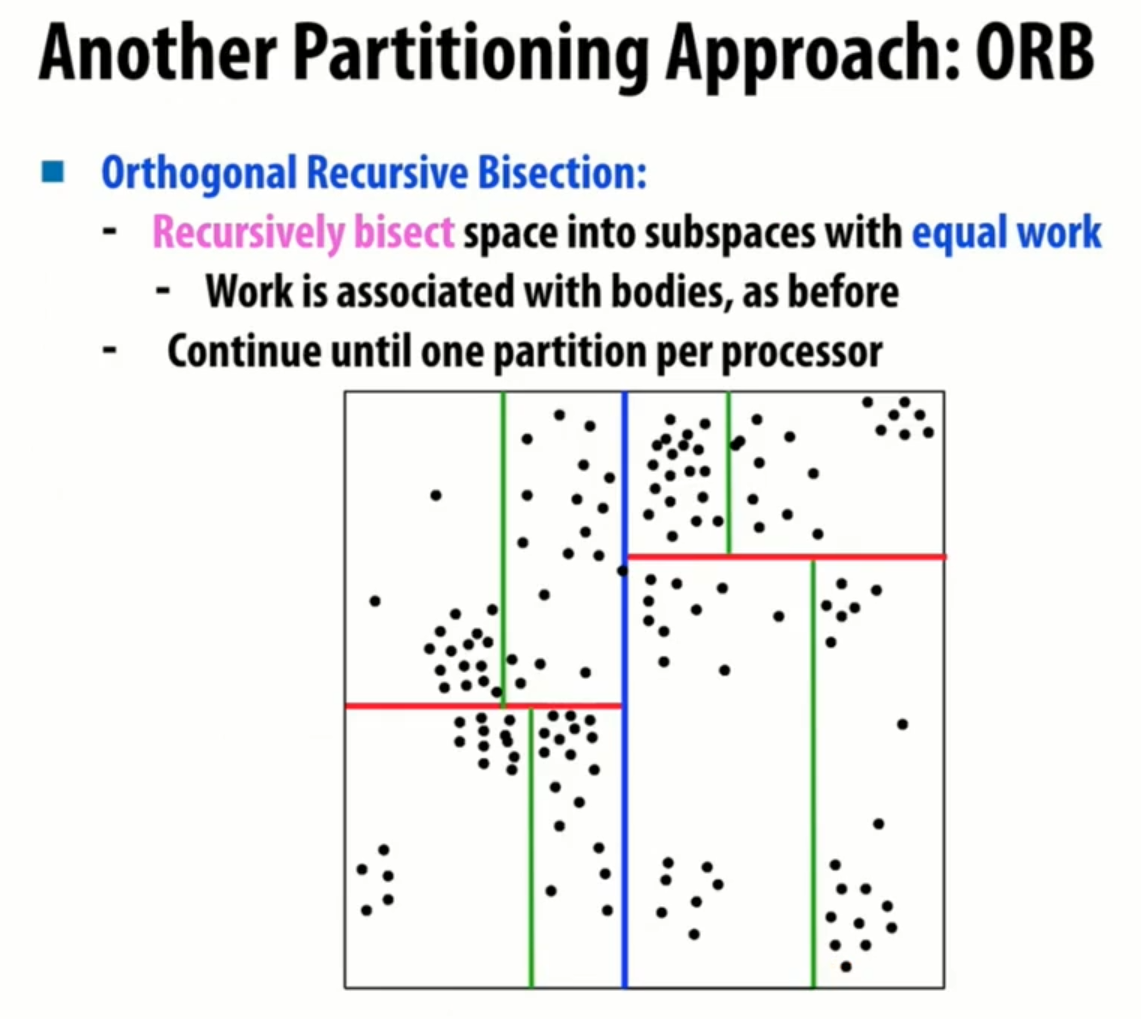 Another Partitioning Approach: ORB
Orthogonal Recursive Bisection:
- Recursively bisect space into subspaces with equal work
- Work is associated with bodies, as before
- Continue until one partition per processor